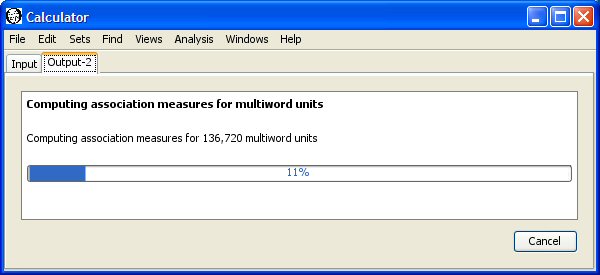 Calculator
File Edit Sets Find Views Analysis Windows Help
Input Output-2
Computing association measures for multiword units
Computing association measures for 136,720 multiword units
11%
Cancel